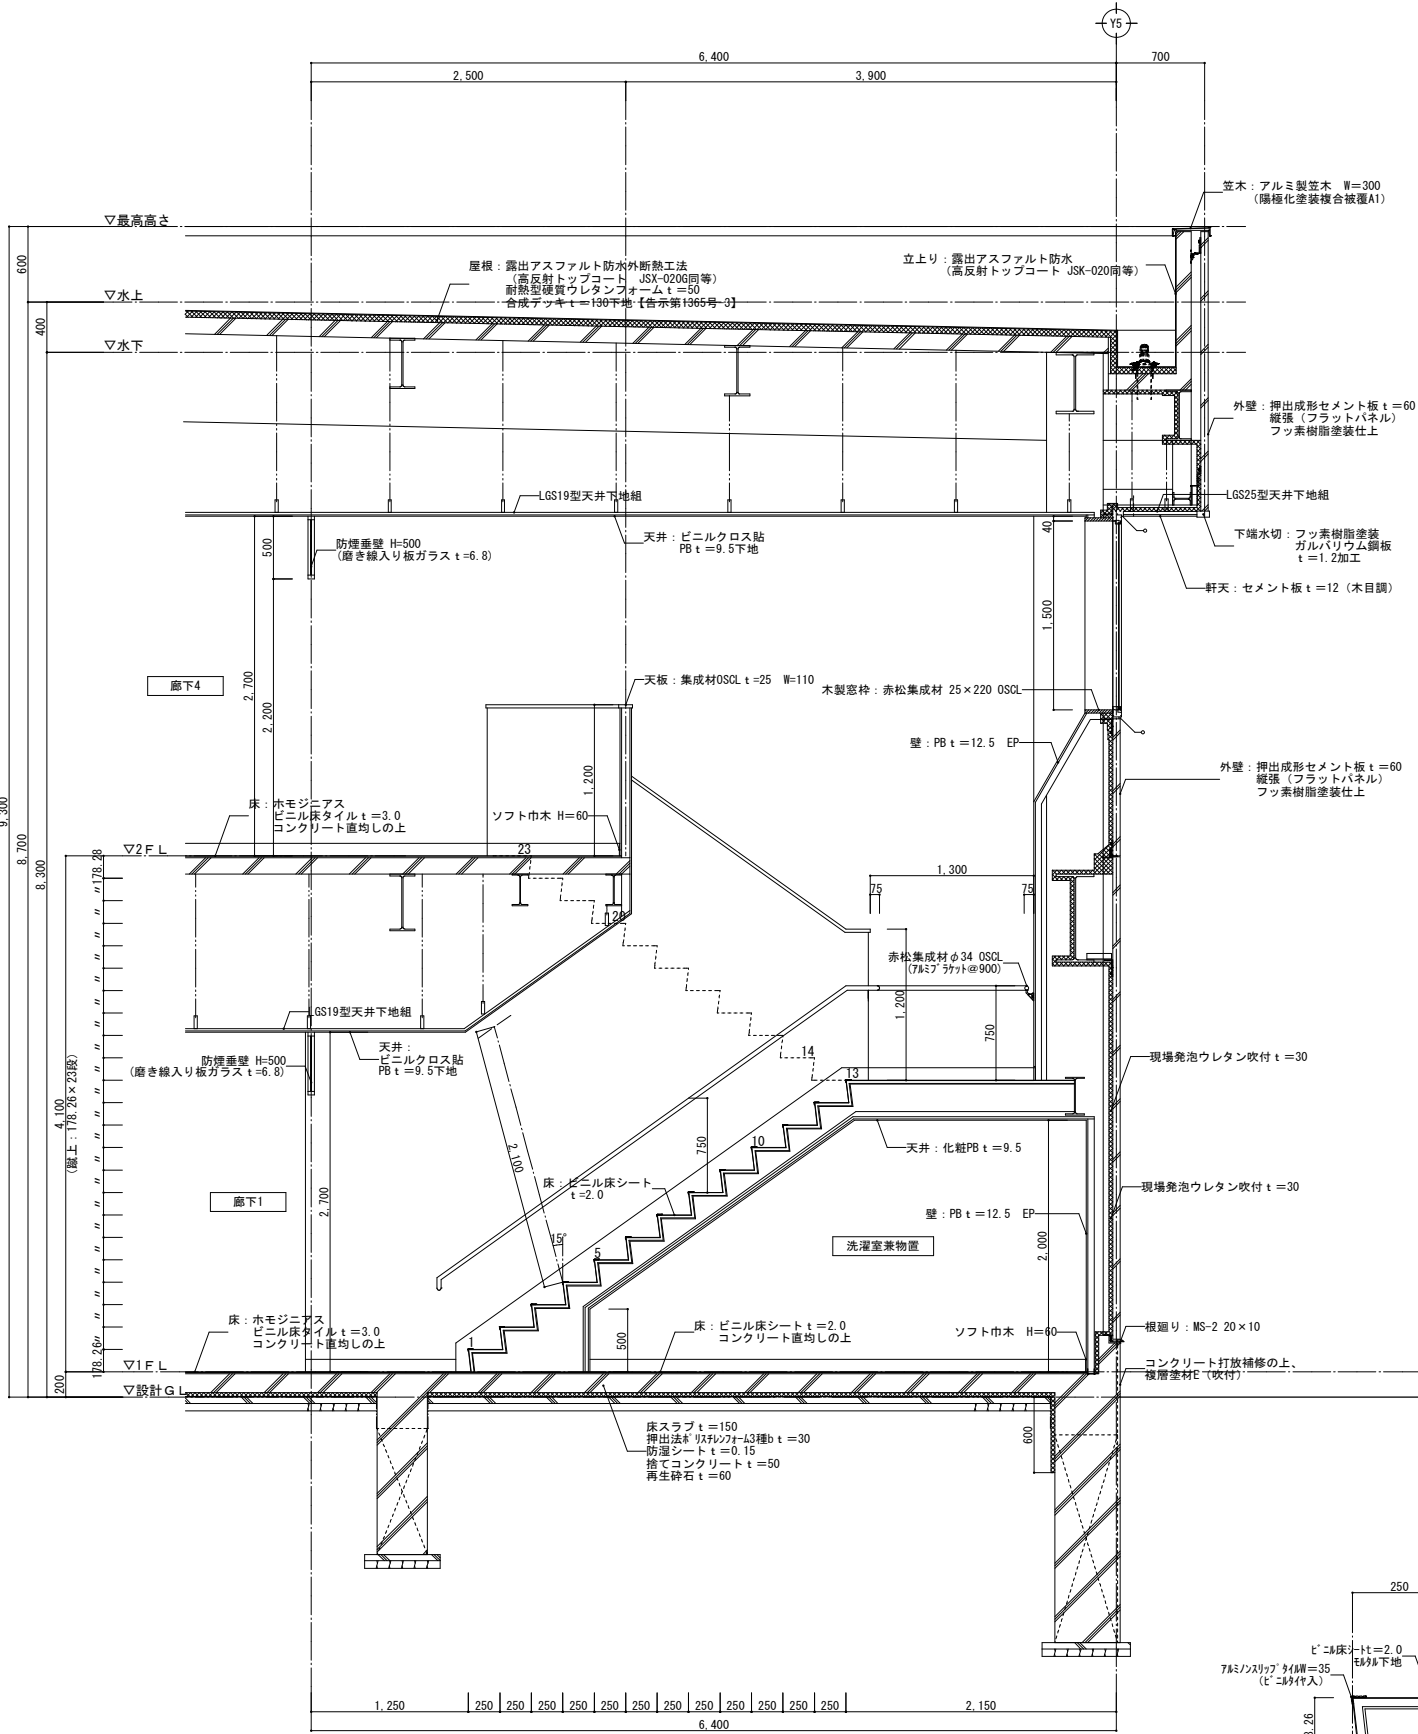 Y5
6,400
700
2,500
3,900
笠木：アルミ製笠木 W＝300
（陽極化塗装複合被覆A1）
▽最高高さ
600
屋根：露出アスファルト防水外断熱工法
（高反射トップコート JSX-020G同等）
耐熱型硬質ウレタンフォームｔ＝50
合成デッキｔ＝130下地【告示第1365号-3】
立上り：露出アスファルト防水
（高反射トップコート JSK-020同等）
▽水上
400
▽水下
外壁：押出成形セメント板ｔ＝60
縦張（フラットパネル）
フッ素樹脂塗装仕上
LGS19型天井下地組
LGS25型天井下地組
天井：ビニルクロス貼
PBｔ＝9.5下地
防煙垂壁 H=500
（磨き線入り板ガラスｔ=6.8）
500
40
下端水切：フッ素樹脂塗装
ガルバリウム鋼板
ｔ＝1.2加工
軒天：セメント板ｔ＝12（木目調）
1,500
廊下4
2,700
2,200
天板：集成材OSCLｔ=25 W=110
木製窓枠：赤松集成材 25×220 OSCL
壁：PBｔ＝12.5 EP
外壁：押出成形セメント板ｔ＝60
縦張（フラットパネル）
フッ素樹脂塗装仕上
1,200
床：ホモジニアス
ビニル床タイルｔ＝3.0
コンクリート直均しの上
ソフト巾木 H＝60
9,300
8,700
8,300
▽2FL
23
178.28
1,300
75
75
20
赤松集成材φ34 OSCL
（アルミブラケット@900）
1,200
750
LGS19型天井下地組
天井：
ビニルクロス貼
PBｔ＝9.5下地
防煙垂壁 H=500
（磨き線入り板ガラスｔ=6.8）
14
13
現場発泡ウレタン吹付ｔ＝30
4,100
（蹴上：178.26×23段）
2,100
750
10
天井：化粧PBｔ＝9.5
床：ビニル床シート
ｔ=2.0
廊下1
2,700
現場発泡ウレタン吹付ｔ＝30
壁：PBｔ＝12.5 EP
洗濯室兼物置
2,000
15°
5
床：ホモジニアス
ビニル床タイルｔ＝3.0
コンクリート直均しの上
1
500
床：ビニル床シートｔ＝2.0
コンクリート直均しの上
ソフト巾木 H＝60
根廻り：MS-2 20×10
178.26
▽1FL
コンクリート打放補修の上、
複層塗材E（吹付）
200
▽設計GL
床スラブｔ＝150
押出法ポリスチレンフォーム3種bｔ＝30
防湿シートｔ＝0.15
捨てコンクリートｔ＝50
再生砕石ｔ＝60
600
250
ビニル床シートt＝2.0
モルタル下地
アルミノンスリップ タイルW＝35
（ビニルタイヤ入）
1,250
250 250 250 250 250 250 250 250 250 250 250 250
2,150
6,400